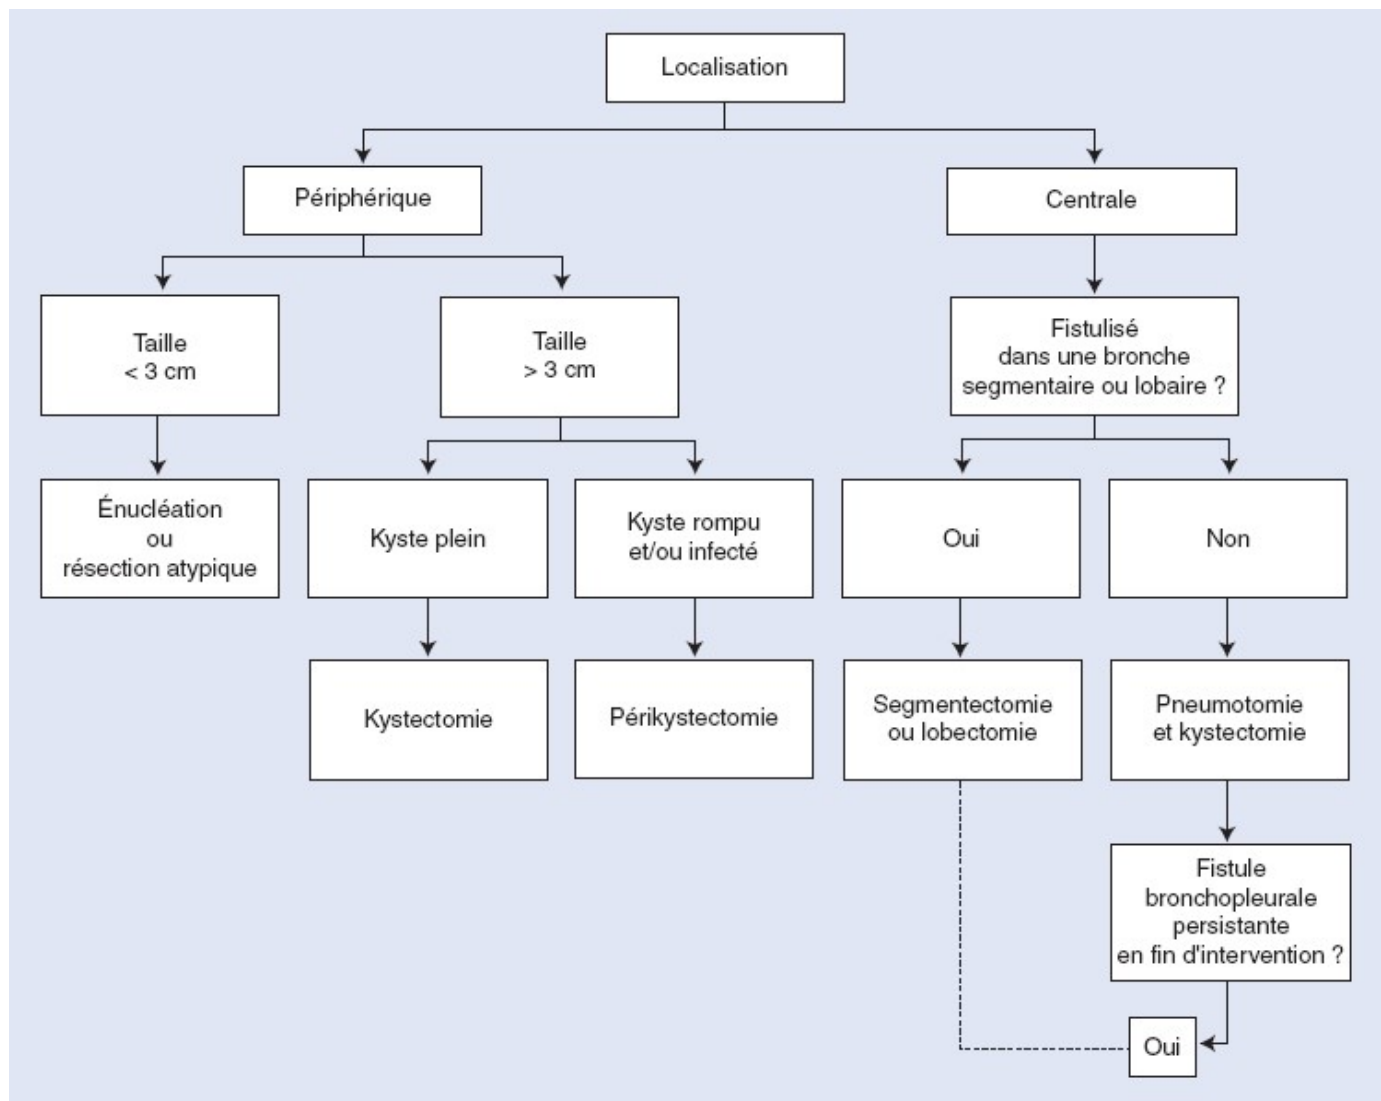 Localisation
Périphérique
Centrale
Taille
< 3 cm
Taille
> 3 cm
Fistulisé
dans une bronche
segmentaire ou lobaire ?
Énucléation
ou
résection atypique
Kyste plein
Kyste rompu
et/ou infecté
Oui
Non
Kystectomie
Périkystectomie
Segmentectomie
ou lobectomie
Pneumotomie
et kystectomie
Fistule
bronchopleurale
persistante
en fin d'intervention ?
Oui